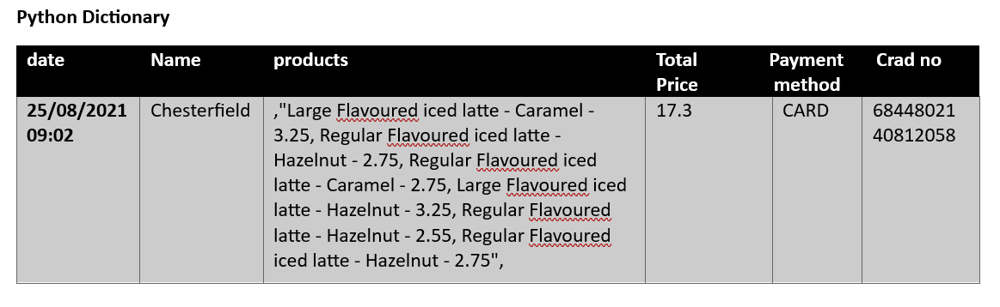 Python Dictionary
date Name products Total Price Payment method Crad no
25/08/2021 09:02
Chesterfield
,"Large Flavoured iced latte - Caramel -
3.25, Regular Flavoured iced latte -
Hazelnut - 2.75, Regular Flavoured iced
latte - Caramel - 2.75, Large Flavoured iced
latte - Hazelnut - 3.25, Regular Flavoured
latte - Hazelnut - 2.55, Regular Flavoured
iced latte - Hazelnut - 2.75",
17.3
CARD
68448021
40812058